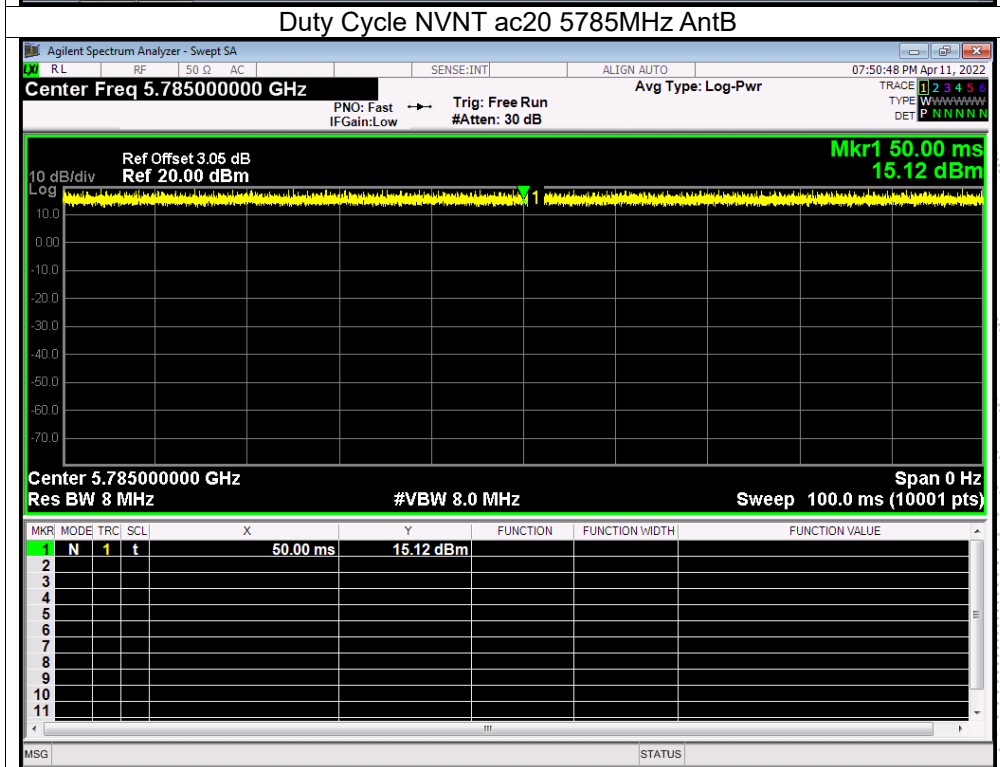 Duty Cycle NVNT ac20 5785MHz AntB
Agilent Spectrum Analyzer - Swept SA
LXI RL RF 50 Ω AC SENSE:INT ALIGN AUTO 07:50:48 PM Apr 11, 2022
Center Freq 5.785000000 GHz Avg Type: Log-Pwr TRACE 1 2 3 4 5 6
PNO: Fast Trig: Free Run TYPE WWWWWW
IFGain:Low #Atten: 30 dB DET P N N N N N
Mkr1 50.00 ms
Ref Offset 3.05 dB
10 dB/div Ref 20.00 dBm 15.12 dBm
Log
1
10.0
0.00
-10.0
-20.0
-30.0
-40.0
-50.0
-60.0
-70.0
Center 5.785000000 GHz Span 0 Hz
Res BW 8 MHz #VBW 8.0 MHz Sweep 100.0 ms (10001 pts)
MKR MODE TRC SCL X Y FUNCTION FUNCTION WIDTH FUNCTION VALUE
1 N 1 t 50.00 ms 15.12 dBm
2
3
4
5
6
7
8
9
10
11
MSG STATUS